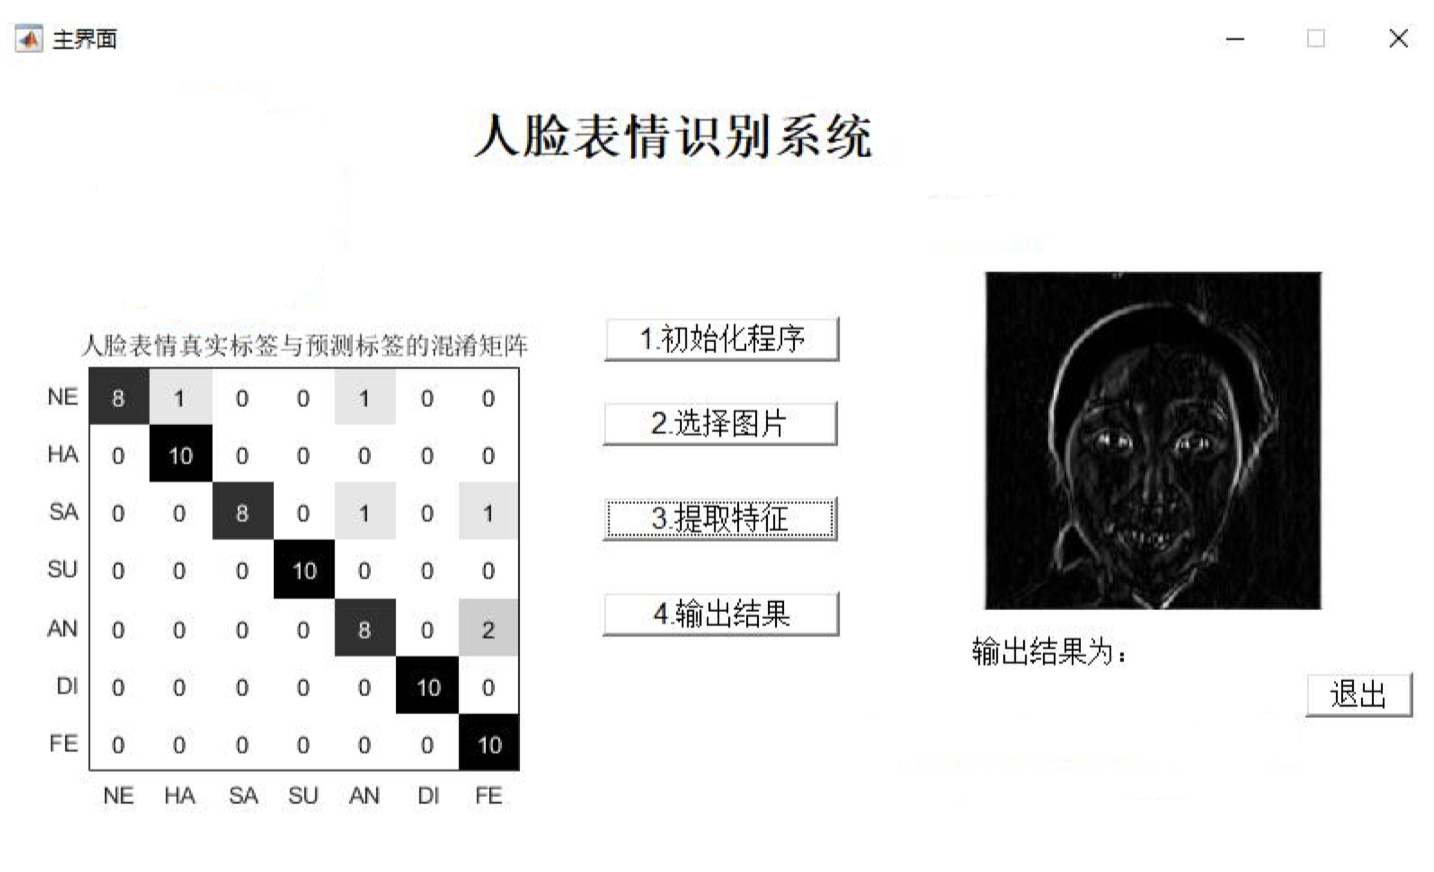 主界面
人脸表情识别系统
人脸表情真实标签与预测标签的混淆矩阵
NE 8 1 0 0 1 0 0
HA 0 10 0 0 0 0 0
SA 0 0 8 0 1 0 1
SU 0 0 0 10 0 0 0
AN 0 0 0 0 8 0 2
DI 0 0 0 0 0 10 0
FE 0 0 0 0 0 0 10
NE HA SA SU AN DI FE
1.初始化程序
2.选择图片
3.提取特征
4.输出结果
输出结果为：
退出